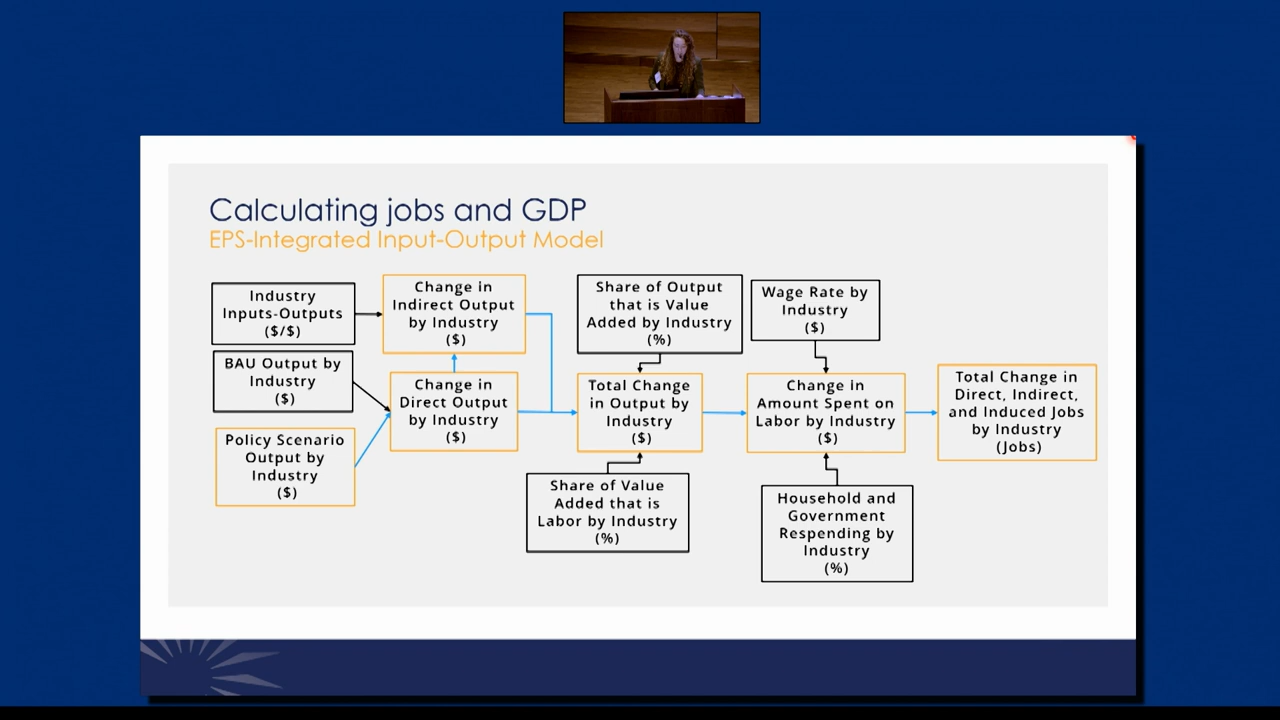 Calculating jobs and GDP
EPS-Integrated Input-Output Model
Industry
Inputs-Outputs
($/$)
Change in
Indirect Output
by Industry
($)
Share of Output
that is Value
Added by Industry
(%)
Wage Rate by
Industry
($)
BAU Output by
Industry
($)
Change in
Direct Output
by Industry
($)
Total Change
in Output by
Industry
($)
Change in
Amount Spent on
Labor by Industry
($)
Total Change in
Direct, Indirect,
and Induced Jobs
by Industry
(Jobs)
Policy Scenario
Output by
Industry
($)
Share of Value
Added that is
Labor by Industry
(%)
Household and
Government
Respending by
Industry
(%)